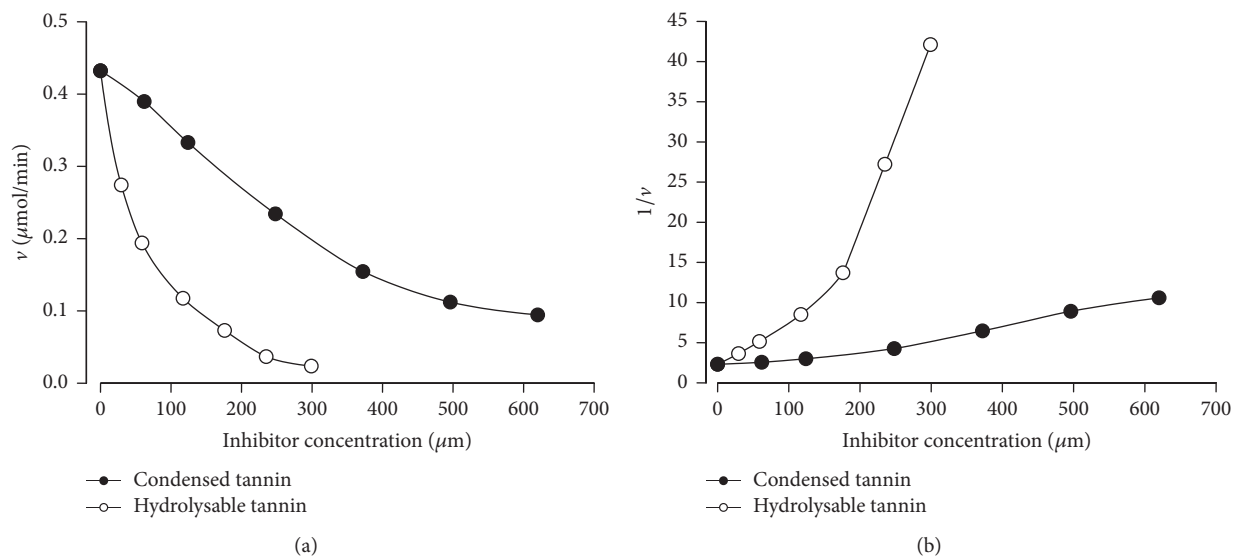 0.5
0.4
0.3
0.2
0.1
0.0
v (μmol/min)
0 100 200 300 400 500 600 700
Inhibitor concentration (μm)
Condensed tannin
Hydrolysable tannin
(a)
45
40
35
30
25
20
15
10
5
0
1/v
0 100 200 300 400 500 600 700
Inhibitor concentration (μm)
Condensed tannin
Hydrolysable tannin
(b)